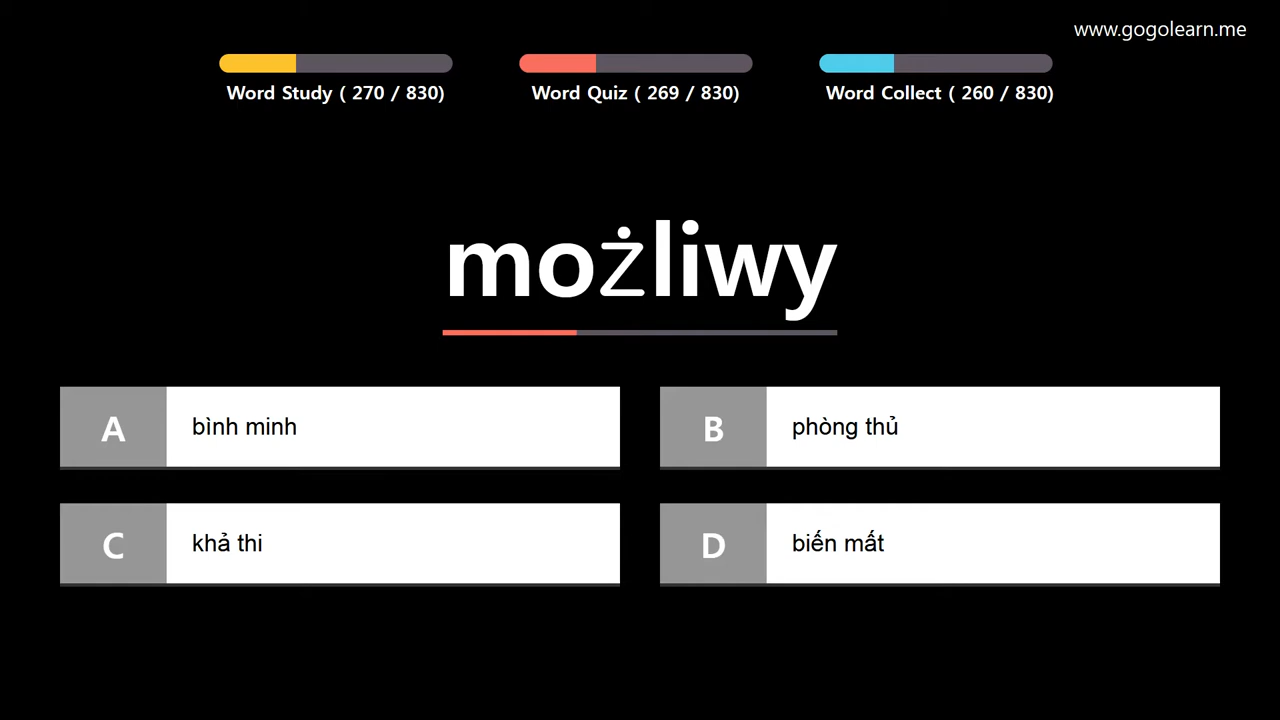 www.gogolearn.me
Word Study ( 270 / 830)
Word Quiz ( 269 / 830)
Word Collect ( 260 / 830)
możliwy
A bình minh
B phòng thủ
C khả thi
D biến mất